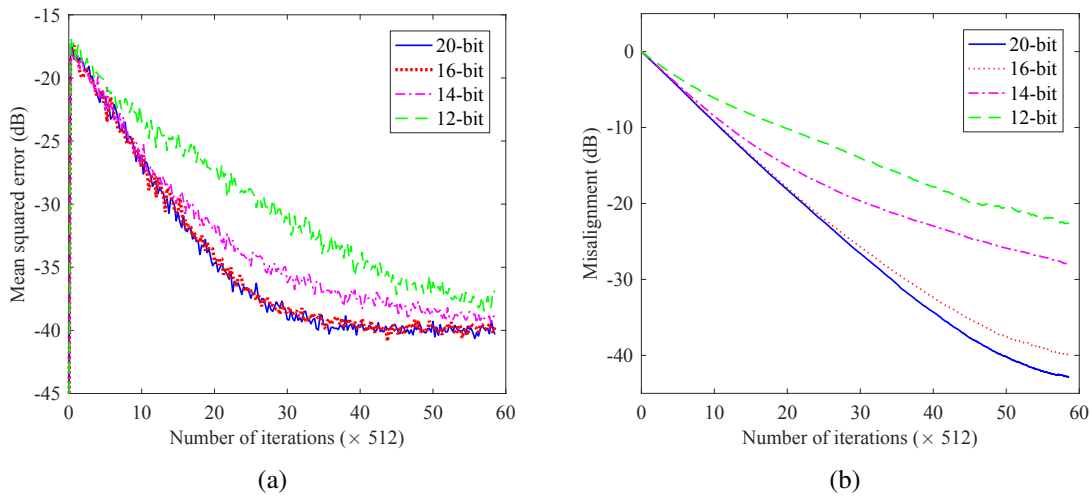 -15
-20
-25
-30
-35
-40
-45
Mean squared error (dB)
0 10 20 30 40 50 60
Number of iterations (× 512)
20-bit
16-bit
14-bit
12-bit
(a)
0
-10
-20
-30
-40
Misalignment (dB)
0 10 20 30 40 50 60
Number of iterations (× 512)
20-bit
16-bit
14-bit
12-bit
(b)